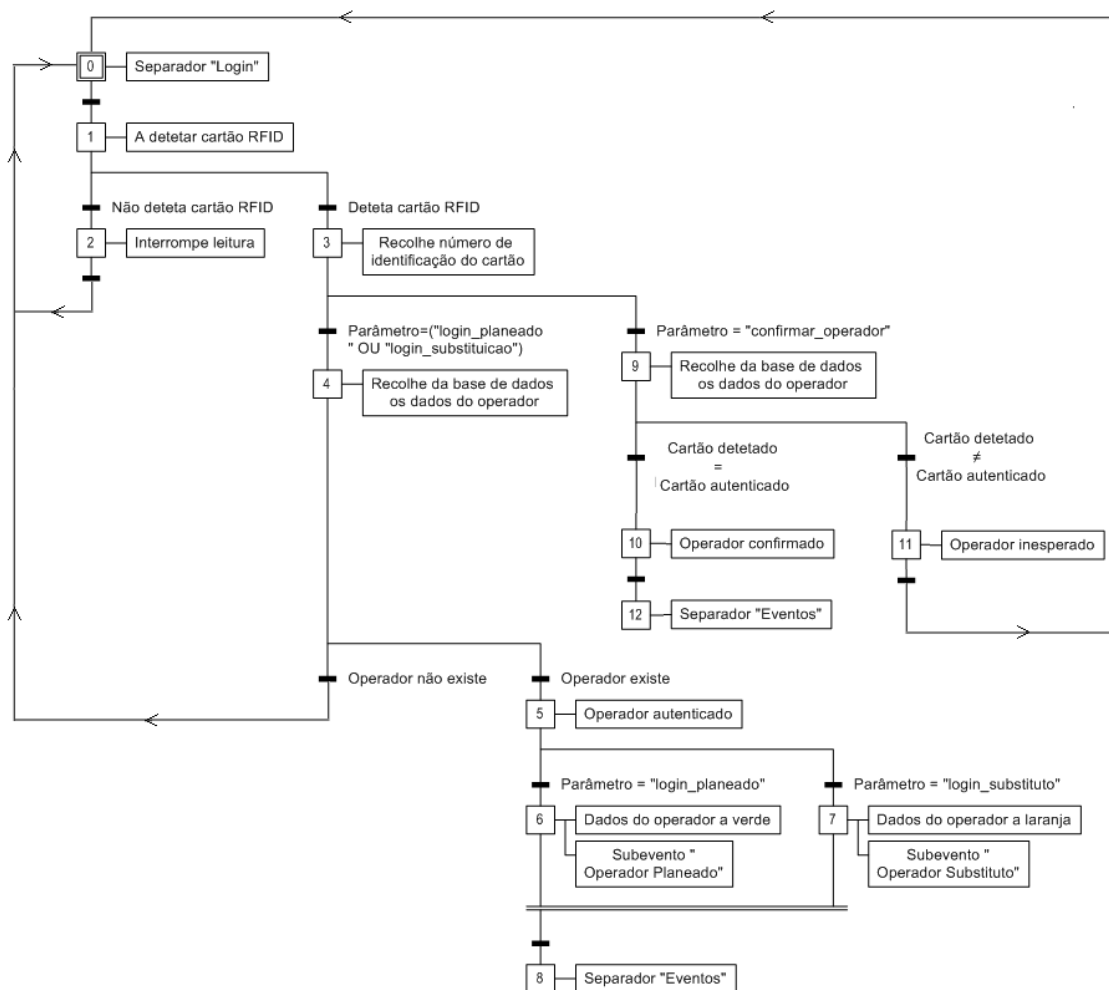 0
Separador "Login"
1
A detetar cartão RFID
Não deteta cartão RFID
Deteta cartão RFID
2
Interrompe leitura
3
Recolhe número de
identificação do cartão
Parâmetro=("login_planeado
" OU "login_substituicao")
Parâmetro = "confirmar_operador"
4
Recolhe da base de dados
os dados do operador
9
Recolhe da base de dados
os dados do operador
Cartão detetado
=
Cartão autenticado
Cartão detetado
≠
Cartão autenticado
10
Operador confirmado
11
Operador inesperado
12
Separador "Eventos"
Operador não existe
Operador existe
5
Operador autenticado
Parâmetro = "login_planeado"
Parâmetro = "login_substituto"
6
Dados do operador a verde
Subevento "
Operador Planeado"
7
Dados do operador a laranja
Subevento "
Operador Substituto"
8
Separador "Eventos"